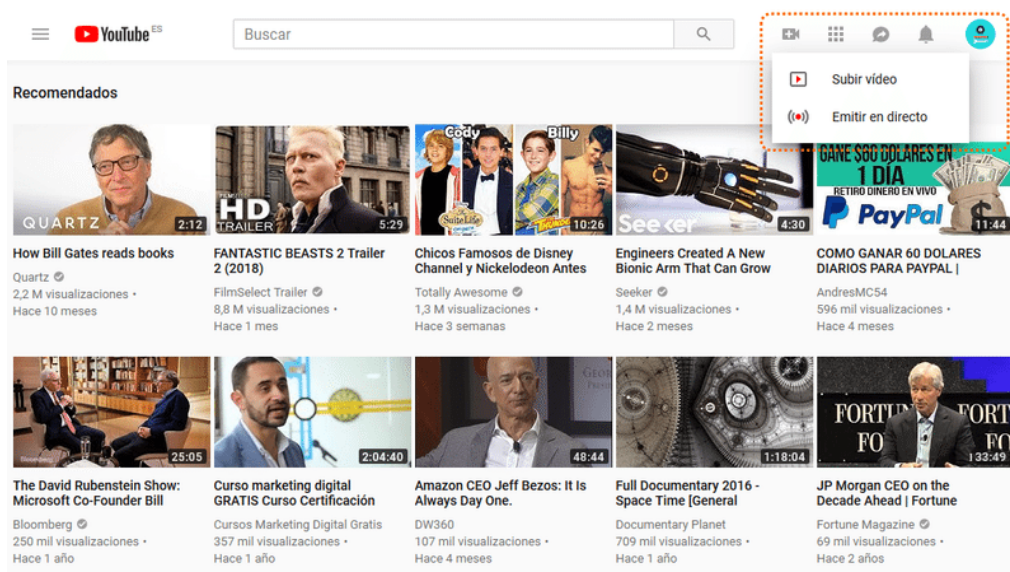 YouTube ES
Buscar
Subir vídeo
Emitir en directo
Recomendados
QUARTZ
2:12
HD
TRAILER
5:29
Cody
Billy
Suite Life
Thunder
10:26
Seeker
4:30
GANE $60 DOLARES EN
1 DÍA
RETIRO DINERO EN VIVO
PayPal
11:44
How Bill Gates reads books
Quartz
2,2 M visualizaciones •
Hace 10 meses
FANTASTIC BEASTS 2 Trailer
2 (2018)
FilmSelect Trailer
8,8 M visualizaciones •
Hace 1 mes
Chicos Famosos de Disney
Channel y Nickelodeon Antes
Totally Awesome
1,3 M visualizaciones •
Hace 3 semanas
Engineers Created A New
Bionic Arm That Can Grow
Seeker
1,4 M visualizaciones •
Hace 2 meses
COMO GANAR 60 DOLARES
DIARIOS PARA PAYPAL |
AndresMC54
596 mil visualizaciones •
Hace 4 meses
Bloomberg
25:05
2:04:40
48:44
1:18:04
FORTUNE
FORT
FO
FO
133:49
The David Rubenstein Show:
Microsoft Co-Founder Bill
Bloomberg
250 mil visualizaciones •
Hace 1 año
Curso marketing digital
GRATIS Curso Certificación
Cursos Marketing Digital Gratis
357 mil visualizaciones •
Hace 1 año
Amazon CEO Jeff Bezos: It Is
Always Day One.
DW360
107 mil visualizaciones •
Hace 4 meses
Full Documentary 2016 -
Space Time [General
Documentary Planet
709 mil visualizaciones •
Hace 1 año
JP Morgan CEO on the
Decade Ahead | Fortune
Fortune Magazine
69 mil visualizaciones •
Hace 2 años